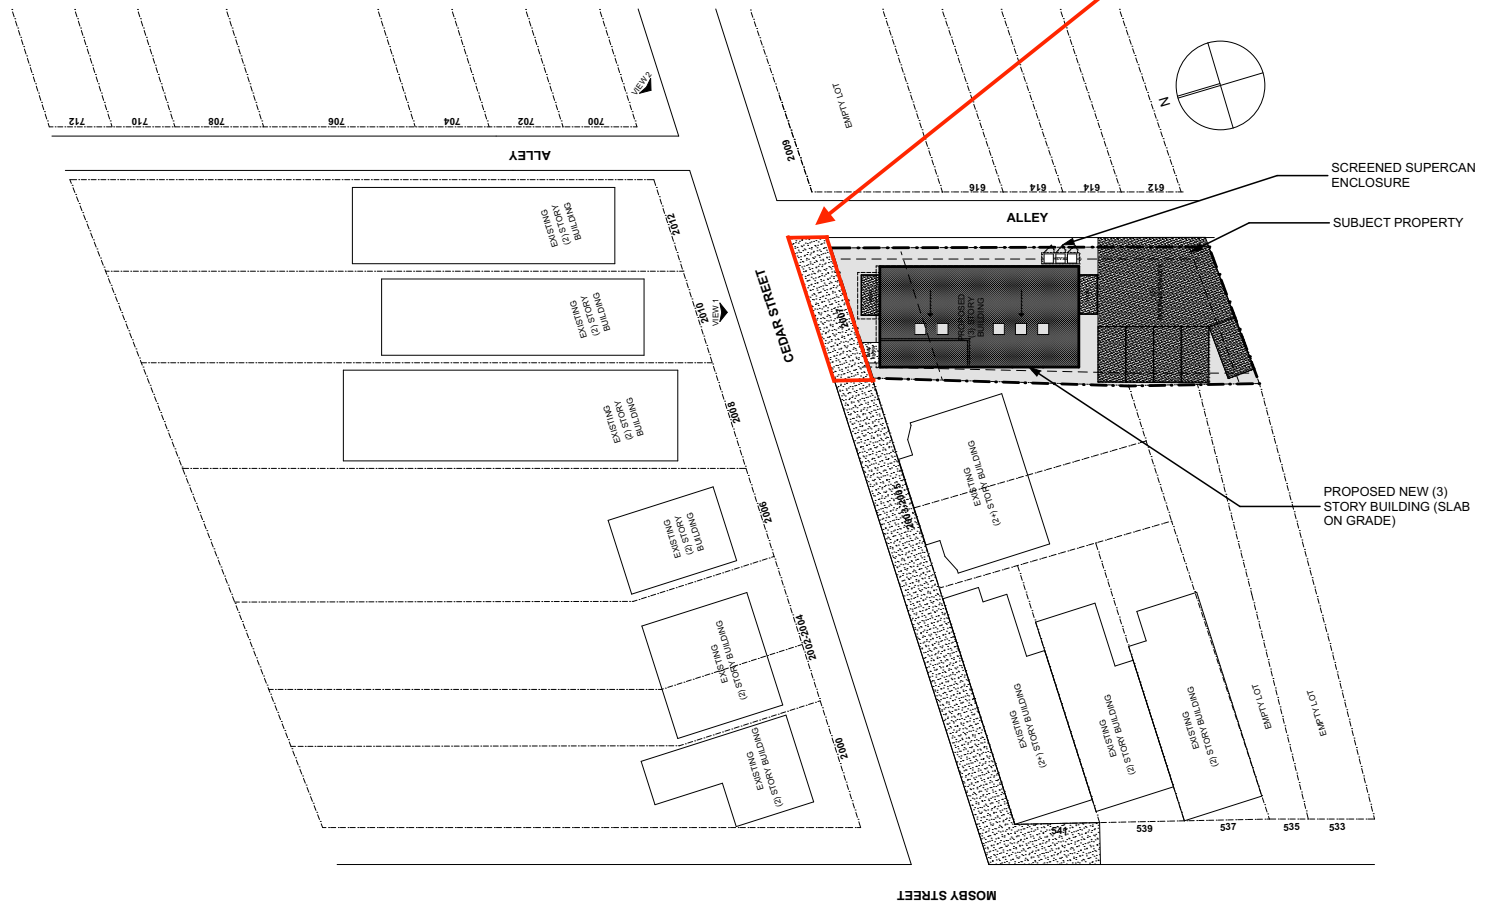 VIEW 2
712
710
708
706
704
702
700
ALLEY
2009
EMPTY LOT
616
614
614
612
N
SCREENED SUPERCAN
ENCLOSURE
SUBJECT PROPERTY
ALLEY
2012
EXISTING
(2) STORY
BUILDING
2010
VIEW 1
EXISTING
(2) STORY
BUILDING
CEDAR STREET
2007
PROPOSED
(3) STORY
BUILDING
2008
EXISTING
(2) STORY
BUILDING
2006
EXISTING
(2) STORY
BUILDING
2003-2005
EXISTING
(2+) STORY BUILDING
PROPOSED NEW (3)
STORY BUILDING (SLAB
ON GRADE)
2002-2004
EXISTING
(2) STORY BUILDING
2000
EXISTING
(2) STORY BUILDING
EXISTING
(2+) STORY BUILDING
EXISTING
(2) STORY BUILDING
EXISTING
(2) STORY BUILDING
EMPTY LOT
EMPTY LOT
541
539
537
535
533
MOSBY STREET